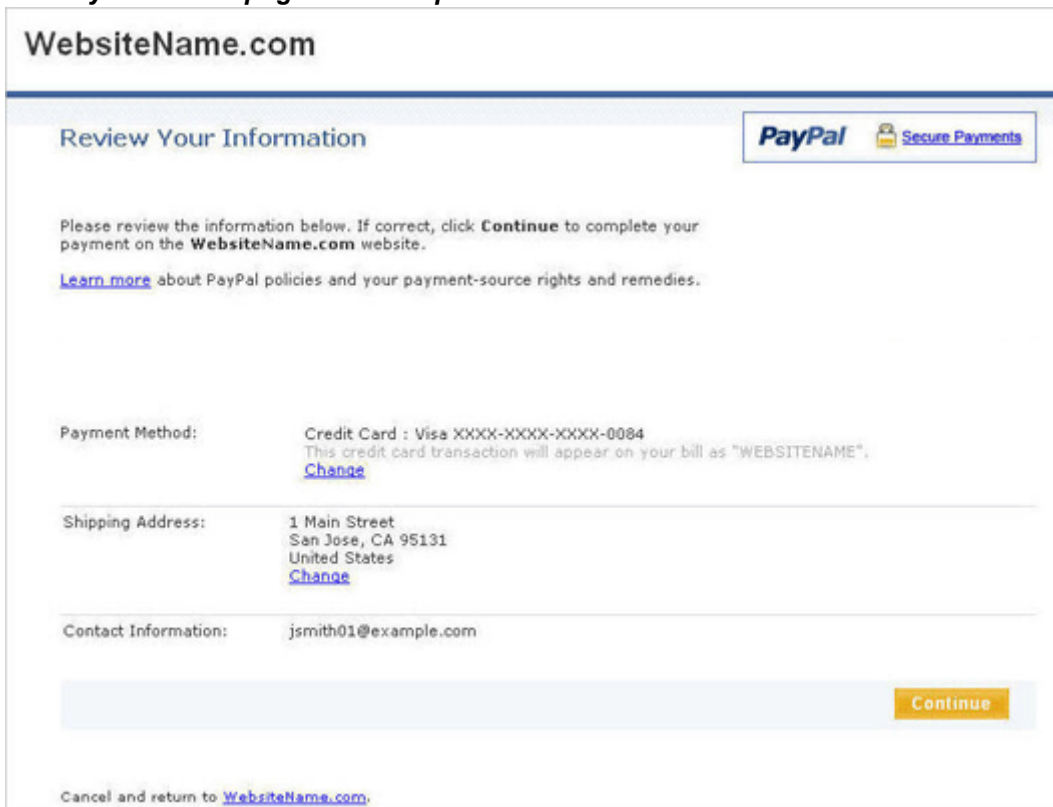 WebsiteName.com
Review Your Information
PayPal Secure Payments
Please review the information below. If correct, click Continue to complete your
payment on the WebsiteName.com website.
Learn more about PayPal policies and your payment-source rights and remedies.
Payment Method: Credit Card : Visa XXXX-XXXX-XXXX-0084
This credit card transaction will appear on your bill as "WEBSITENAME".
Change
Shipping Address: 1 Main Street
San Jose, CA 95131
United States
Change
Contact Information: jsmith01@example.com
Continue
Cancel and return to WebsiteName.com.